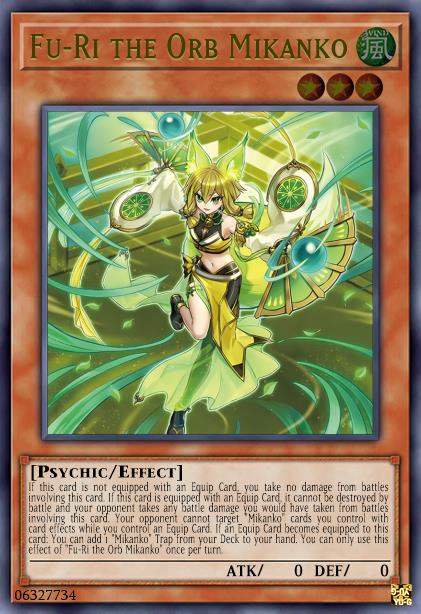 Fu-Ri the Orb Mikanko
WIND
風
[Psychic/Effect]
If this card is not equipped with an Equip Card, you take no damage from battles
involving this card. If this card is equipped with an Equip Card, it cannot be destroyed by
battle and your opponent takes any battle damage you would have taken from battles
involving this card. Your opponent cannot target "Mikanko" cards you control with
card effects while you control an Equip Card. If an Equip Card becomes equipped to this
card: You can add 1 "Mikanko" Trap from your Deck to your hand. You can only use this
effect of "Fu-Ri the Orb Mikanko" once per turn.
ATK/ 0 DEF/ 0
06327734